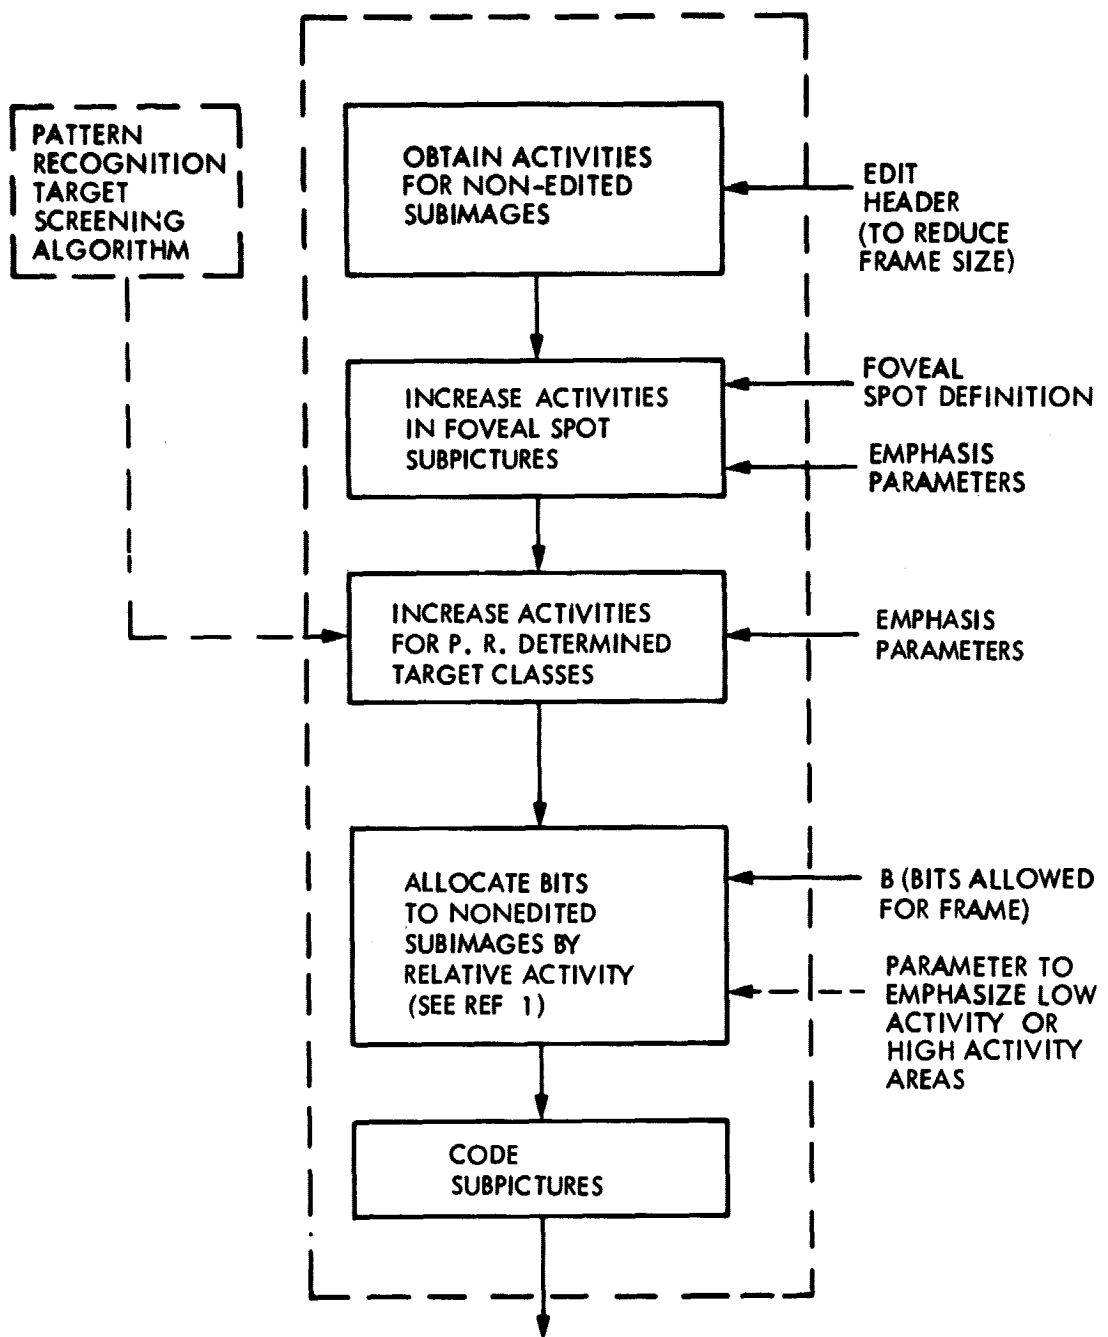 PATTERN
RECOGNITION
TARGET
SCREENING
ALGORITHM
OBTAIN ACTIVITIES
FOR NON-EDITED
SUBIMAGES
EDIT
HEADER
(TO REDUCE
FRAME SIZE)
INCREASE ACTIVITIES
IN FOVEAL SPOT
SUBPICTURES
FOVEAL
SPOT DEFINITION
EMPHASIS
PARAMETERS
INCREASE ACTIVITIES
FOR P. R. DETERMINED
TARGET CLASSES
EMPHASIS
PARAMETERS
ALLOCATE BITS
TO NONEDITED
SUBIMAGES BY
RELATIVE ACTIVITY
(SEE REF 1)
B (BITS ALLOWED
FOR FRAME)
PARAMETER TO
EMPHASIZE LOW
ACTIVITY OR
HIGH ACTIVITY
AREAS
CODE
SUBPICTURES